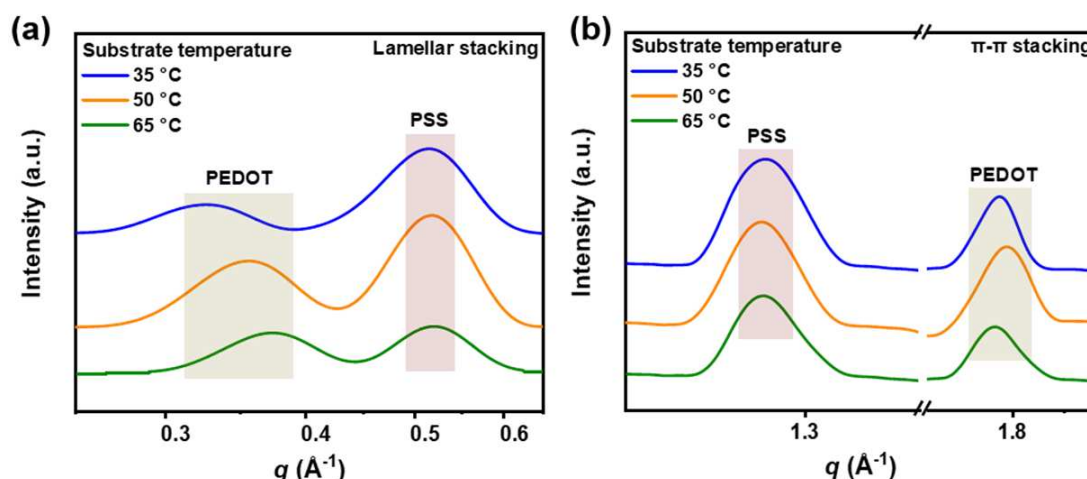 (a)
Substrate temperature
35 °C
50 °C
65 °C
Lamellar stacking
PEDOT
PSS
Intensity (a.u.)
0.3 0.4 0.5 0.6
q (Å-1)
(b)
Substrate temperature
35 °C
50 °C
65 °C
π-π stacking
PSS
PEDOT
Intensity (a.u.)
1.3 1.8
q (Å-1)